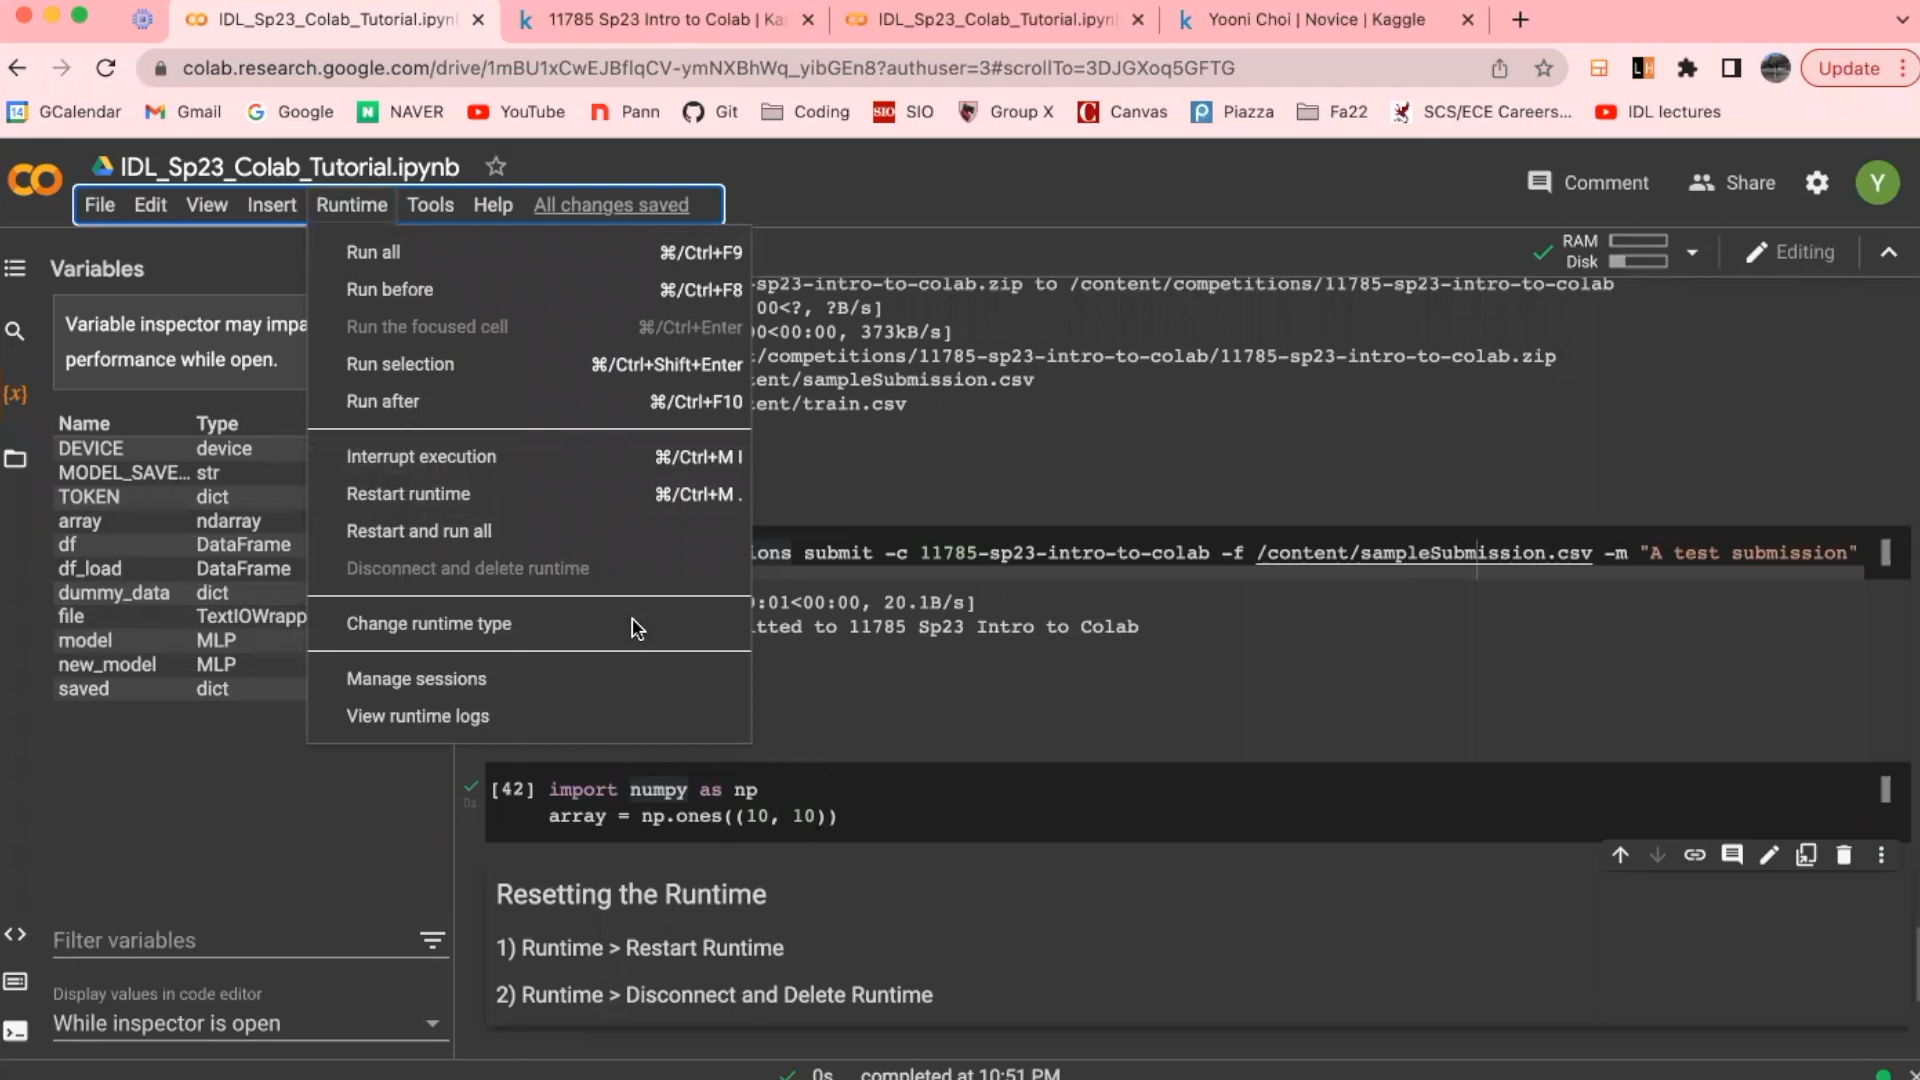 IDL_Sp23_Colab_Tutorial.ipyn
11785 Sp23 Intro to Colab | Ka
IDL_Sp23_Colab_Tutorial.ipyn
Yooni Choi | Novice | Kaggle
colab.research.google.com/drive/1mBU1xCwEJBflqCV-ymNXBhWq_yibGEn8?authuser=3#scrollTo=3DJGXoq5GFTG
Update
GCalendar
Gmail
Google
NAVER
YouTube
Pann
Git
Coding
SIO
Group X
Canvas
Piazza
Fa22
SCS/ECE Careers...
IDL lectures
IDL_Sp23_Colab_Tutorial.ipynb
Comment
Share
Y
File Edit View Insert Runtime Tools Help All changes saved
RAM
Disk
Editing
Variables
Variable inspector may impa
performance while open.
Name Type
DEVICE device
MODEL_SAVE... str
TOKEN dict
array ndarray
df DataFrame
df_load DataFrame
dummy_data dict
file TextIOWrapp
model MLP
new_model MLP
saved dict
Filter variables
Display values in code editor
While inspector is open
Run all ⌘/Ctrl+F9
Run before ⌘/Ctrl+F8
Run the focused cell ⌘/Ctrl+Enter
Run selection ⌘/Ctrl+Shift+Enter
Run after ⌘/Ctrl+F10
Interrupt execution ⌘/Ctrl+M I
Restart runtime ⌘/Ctrl+M .
Restart and run all
Disconnect and delete runtime
Change runtime type
Manage sessions
View runtime logs
-sp23-intro-to-colab.zip to /content/competitions/11785-sp23-intro-to-colab
00<?, ?B/s]
0<00:00, 373kB/s]
/competitions/11785-sp23-intro-to-colab/11785-sp23-intro-to-colab.zip
ent/sampleSubmission.csv
ent/train.csv
ions submit -c 11785-sp23-intro-to-colab -f /content/sampleSubmission.csv -m "A test submission"
:01<00:00, 20.1B/s]
tted to 11785 Sp23 Intro to Colab
0s
[42] import numpy as np
array = np.ones((10, 10))
Resetting the Runtime
1) Runtime > Restart Runtime
2) Runtime > Disconnect and Delete Runtime
0s completed at 10:51 PM